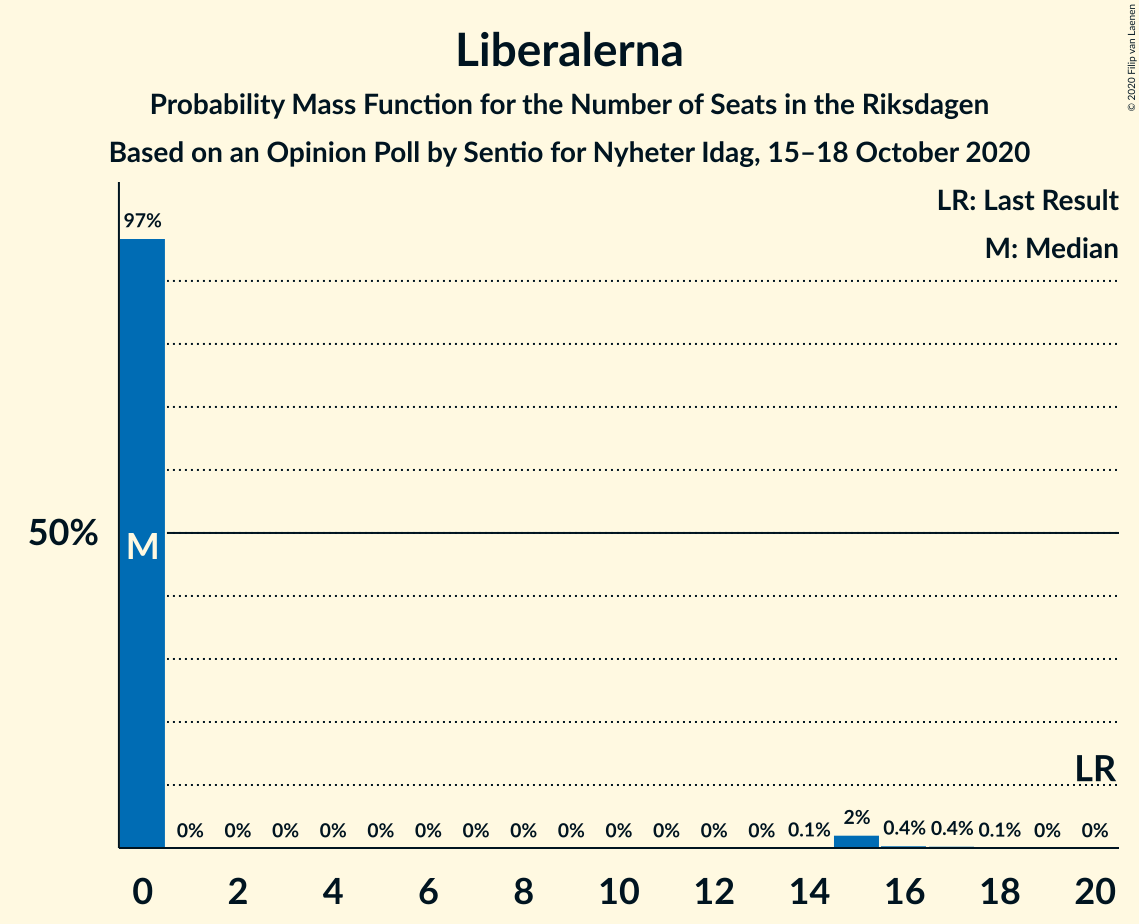 Liberalerna
Probability Mass Function for the Number of Seats in the Riksdagen
Based on an Opinion Poll by Sentio for Nyheter Idag, 15–18 October 2020
© 2020 Filip van Laenen
LR: Last Result
M: Median
97%
50%
M
LR
0% 0% 0% 0% 0% 0% 0% 0% 0% 0% 0% 0% 0% 0.1% 2% 0.4% 0.4% 0.1% 0% 0%
0 2 4 6 8 10 12 14 16 18 20